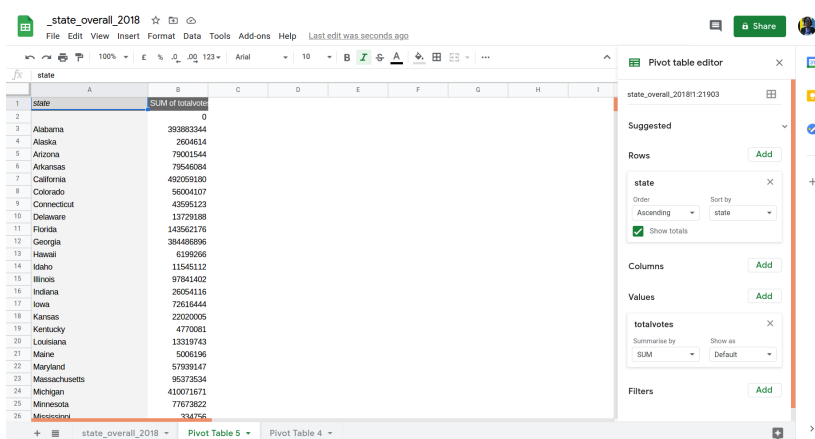 _state_overall_2018
File Edit View Insert Format Data Tools Add-ons Help Last edit was seconds ago
Share
100% £ % .0 .00 123 Arial 10 B I S A
fx state
A B C D E F G H I
1 state SUM of totalvotes
2 0
3 Alabama 393883344
4 Alaska 2604614
5 Arizona 79001544
6 Arkansas 79546084
7 California 492059180
8 Colorado 56004107
9 Connecticut 43595123
10 Delaware 13729188
11 Florida 143562176
12 Georgia 384486896
13 Hawaii 6199266
14 Idaho 11545112
15 Illinois 97841402
16 Indiana 26054116
17 Iowa 72616444
18 Kansas 22020005
19 Kentucky 4770081
20 Louisiana 13319743
21 Maine 5006196
22 Maryland 57939147
23 Massachusetts 95373534
24 Michigan 410071671
25 Minnesota 77673822
26 Mississippi 334756
Pivot table editor
state_overall_2018!1:21903
Suggested
Rows Add
state
Order Sort by
Ascending state
Show totals
Columns Add
Values Add
totalvotes
Summarise by Show as
SUM Default
Filters Add
state_overall_2018 Pivot Table 5 Pivot Table 4